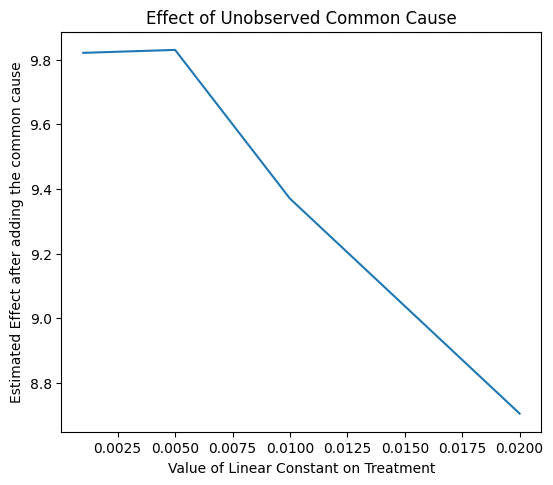 Effect of Unobserved Common Cause
Estimated Effect after adding the common cause
9.8
9.6
9.4
9.2
9.0
8.8
0.0025 0.0050 0.0075 0.0100 0.0125 0.0150 0.0175 0.0200
Value of Linear Constant on Treatment